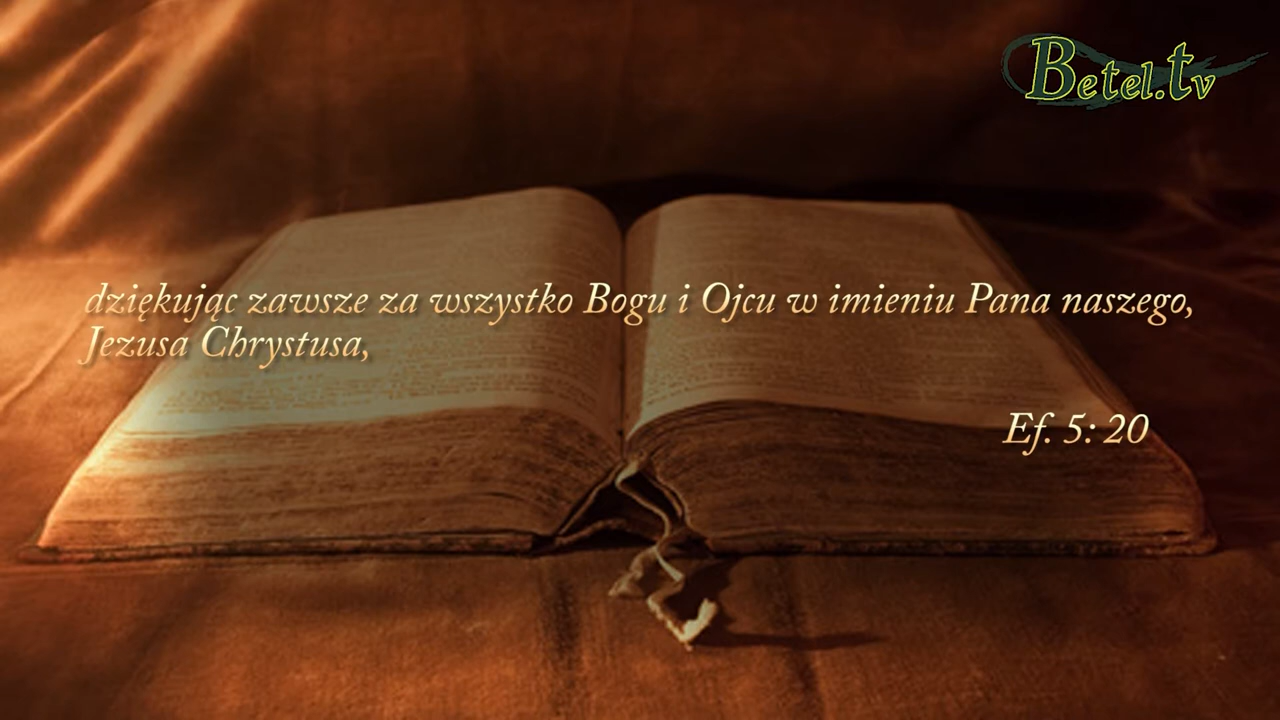 Betel.tv
dziękując zawsze za wszystko Bogu i Ojcu w imieniu Pana naszego,
Jezusa Chrystusa,
Ef. 5: 20